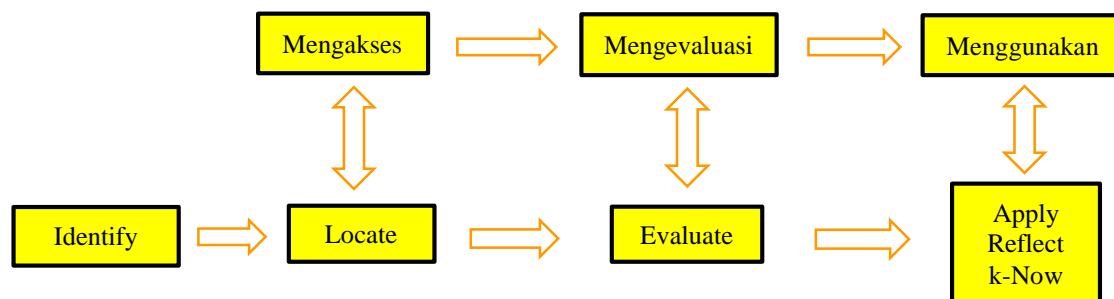 Mengakses
Mengevaluasi
Menggunakan
Identify
Locate
Evaluate
Apply
Reflect
k-Now